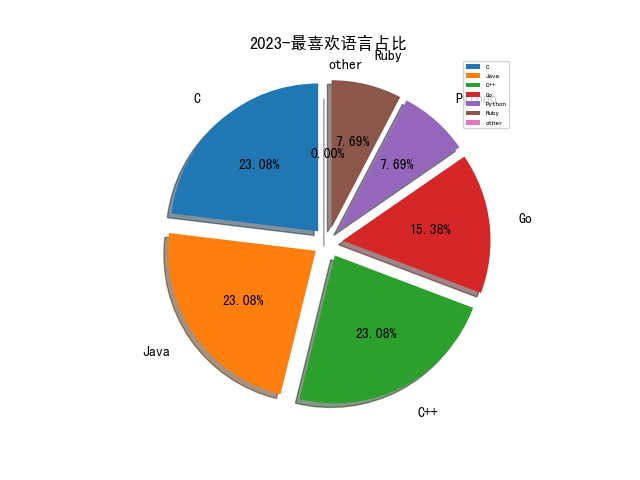 2023-最喜欢语言占比
Ruby
other
C
Python
C
Java
C++
Go
Python
Ruby
other
7.69%
0.00%
23.08%
7.69%
Go
15.38%
23.08%
23.08%
Java
C++